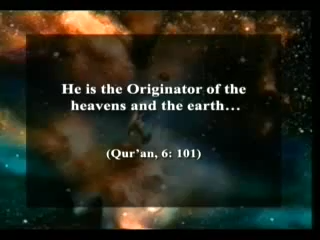 He is the Originator of the
heavens and the earth…
(Qur'an, 6: 101)